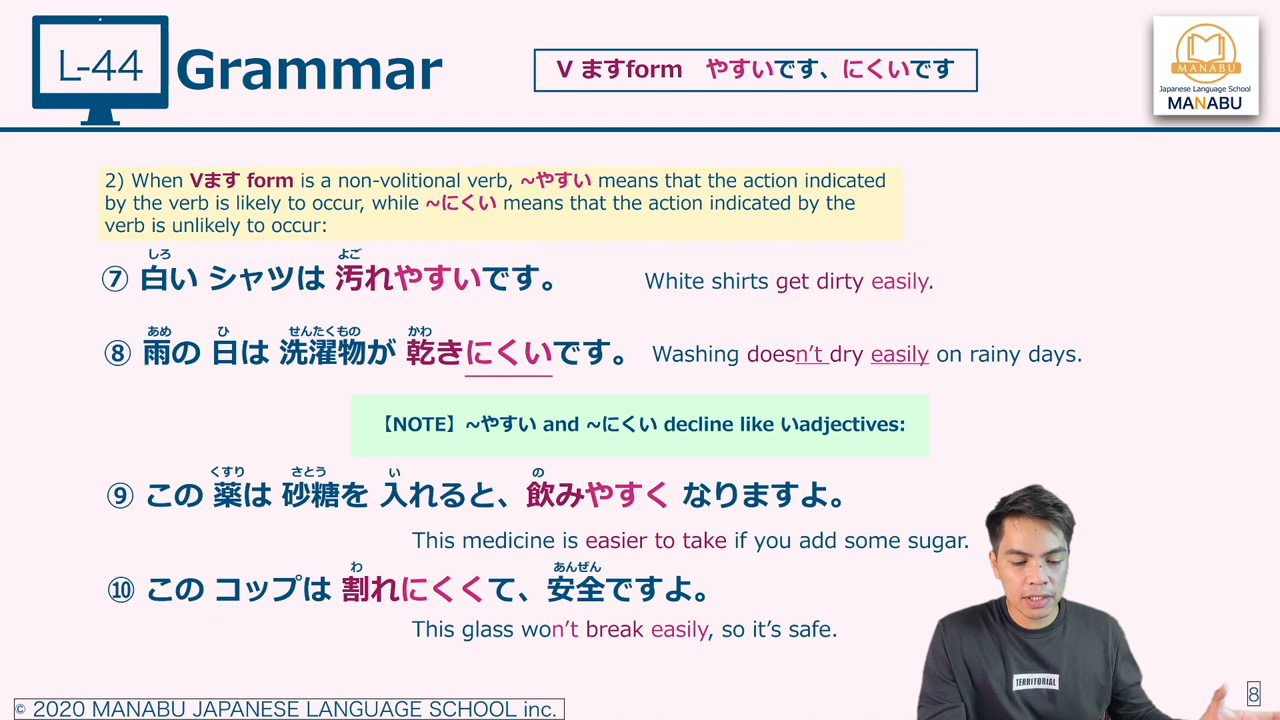 L-44
Grammar
V ますform　やすいです、にくいです
MANABU
Japanese Language School
MANABU
2) When Vます form is a non-volitional verb, ~やすい means that the action indicated
by the verb is likely to occur, while ~にくい means that the action indicated by the
verb is unlikely to occur:
しろ よご
⑦ 白い シャツは 汚れやすいです。 White shirts get dirty easily.
あめ ひ せんたくもの かわ
⑧ 雨の 日は 洗濯物が 乾きにくいです。 Washing doesn't dry easily on rainy days.
【NOTE】~やすい and ~にくい decline like いadjectives:
くすり さとう い の
⑨ この 薬は 砂糖を 入れると、飲みやすく なりますよ。
This medicine is easier to take if you add some sugar.
わ あんぜん
⑩ この コップは 割れにくくて、安全ですよ。
This glass won't break easily, so it's safe.
TERRITORIAL
© 2020 MANABU JAPANESE LANGUAGE SCHOOL inc.
8